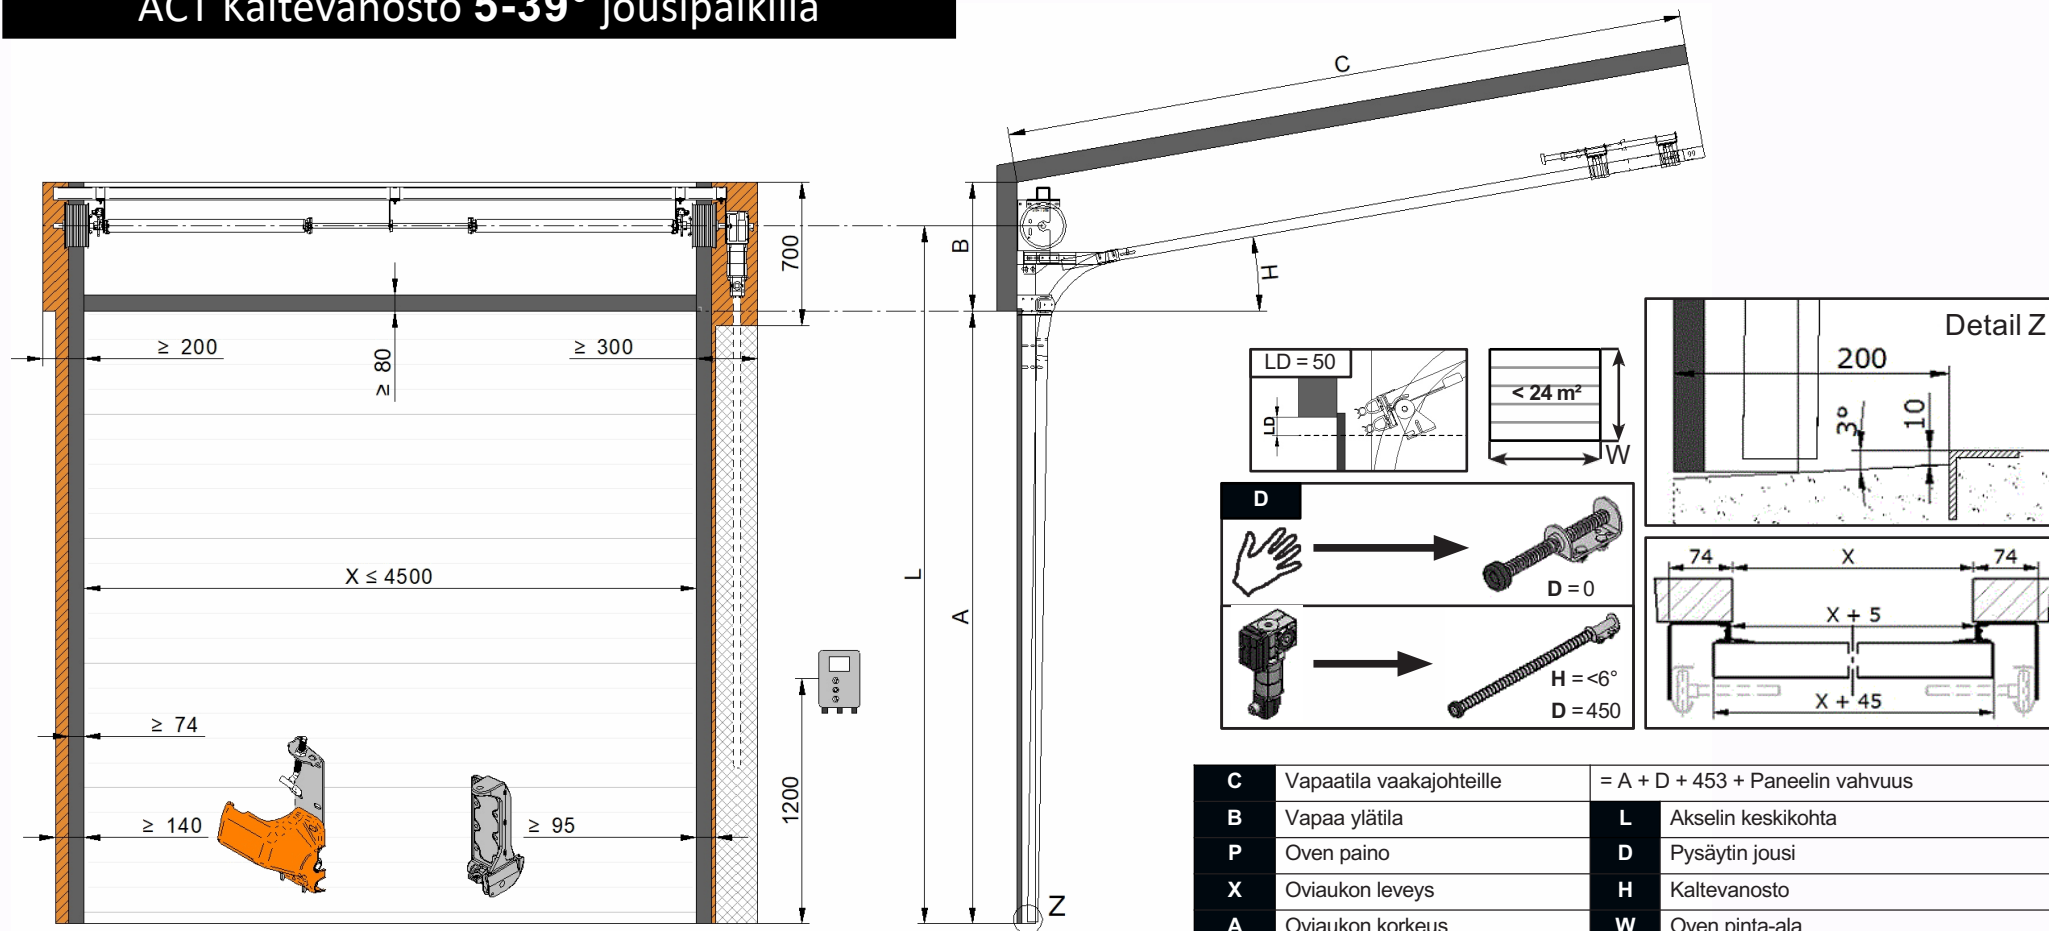 ACT Kaltevanosto 5-39° jousipaikilla
C
B
700
H
L
A
≥ 200
≥ 300
≥ 80
X ≤ 4500
≥ 74
≥ 140
≥ 95
1200
Z
LD = 50
LD
< 24 m²
W
Detail Z
200
3°
10
D
D = 0
H = <6°
D = 450
74
X
74
X + 5
X + 45
C Vapaatila vaakajohteille = A + D + 453 + Paneelin vahvuus
B Vapaa ylätila L Akselin keskikohta
P Oven paino D Pysäytin jousi
X Oviaukon leveys H Kaltevanosto
A Oviaukon korkeus W Oven pinta-ala